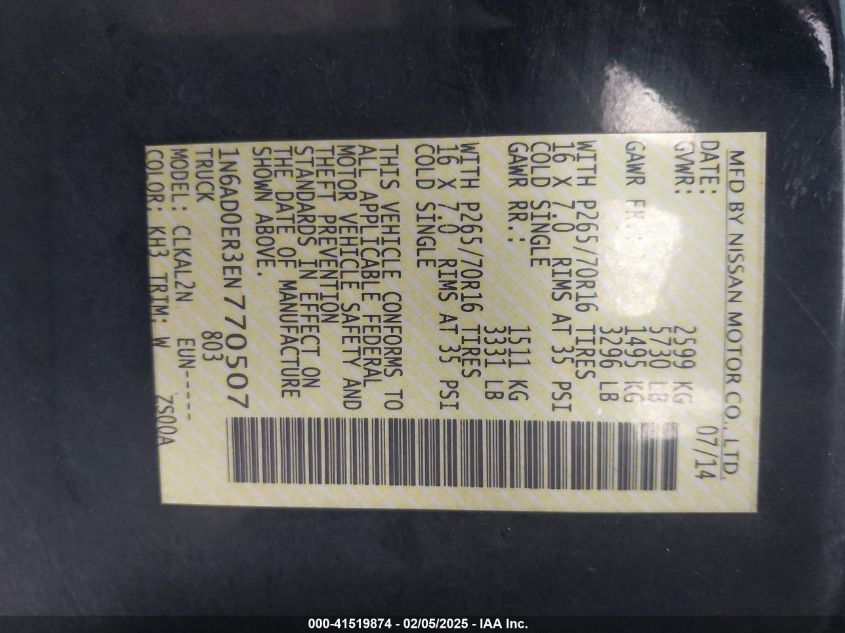 MFD BY NISSAN MOTOR CO., LTD.
DATE: 07/14
GVWR: 2599 KG
5730 LB
GAWR FR 1495 KG
3296 LB
WITH P265/70R16 TIRES
16 X 7.0 RIMS AT 35 PSI
COLD SINGLE
GAWR RR.: 1511 KG
3331 LB
WITH P265/70R16 TIRES
16 X 7.0 RIMS AT 35 PSI
COLD SINGLE
THIS VEHICLE CONFORMS TO
ALL APPLICABLE FEDERAL
MOTOR VEHICLE SAFETY AND
THEFT PREVENTION
STANDARDS IN EFFECT ON
THE DATE OF MANUFACTURE
SHOWN ABOVE.
1N6AD0ER3EN770507
TRUCK 803
MODEL: CLKAL2N EUN-----
COLOR: KH3 TRIM: W ZS00A
000-41519874 - 02/05/2025 - IAA Inc.